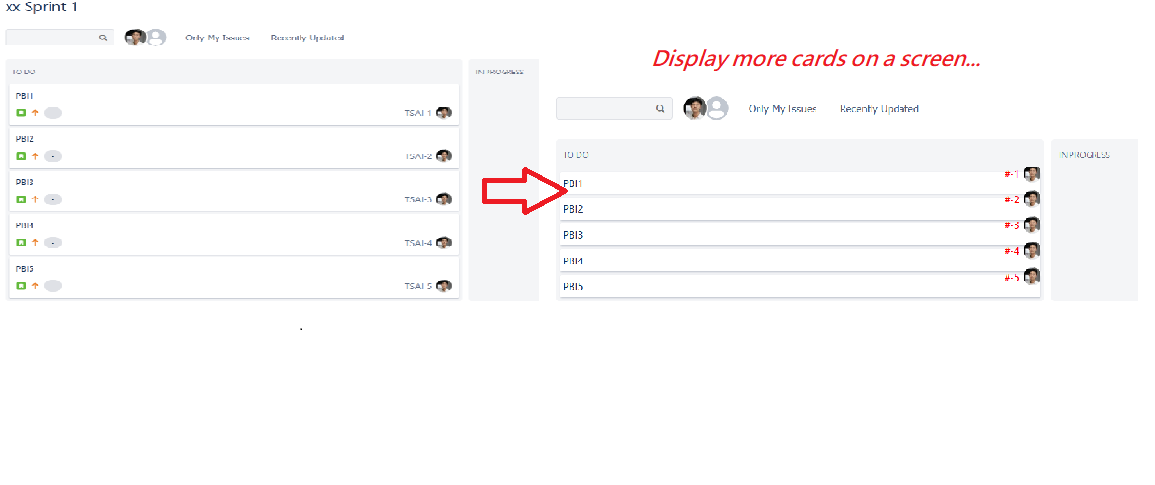 xx Sprint 1
Only My Issues Recently Updated
TO DO
IN PROGRESS
PBI1
TSAI-1
PBI2
-
TSAI-2
PBI3
-
TSAI-3
PBI4
-
TSAI-4
PBI5
TSAI-5
.
Display more cards on a screen...
Only My Issues Recently Updated
TO DO
IN PROGRESS
PBI1
#-1
PBI2
#-2
PBI3
#-3
PBI4
#-4
PBI5
#-5